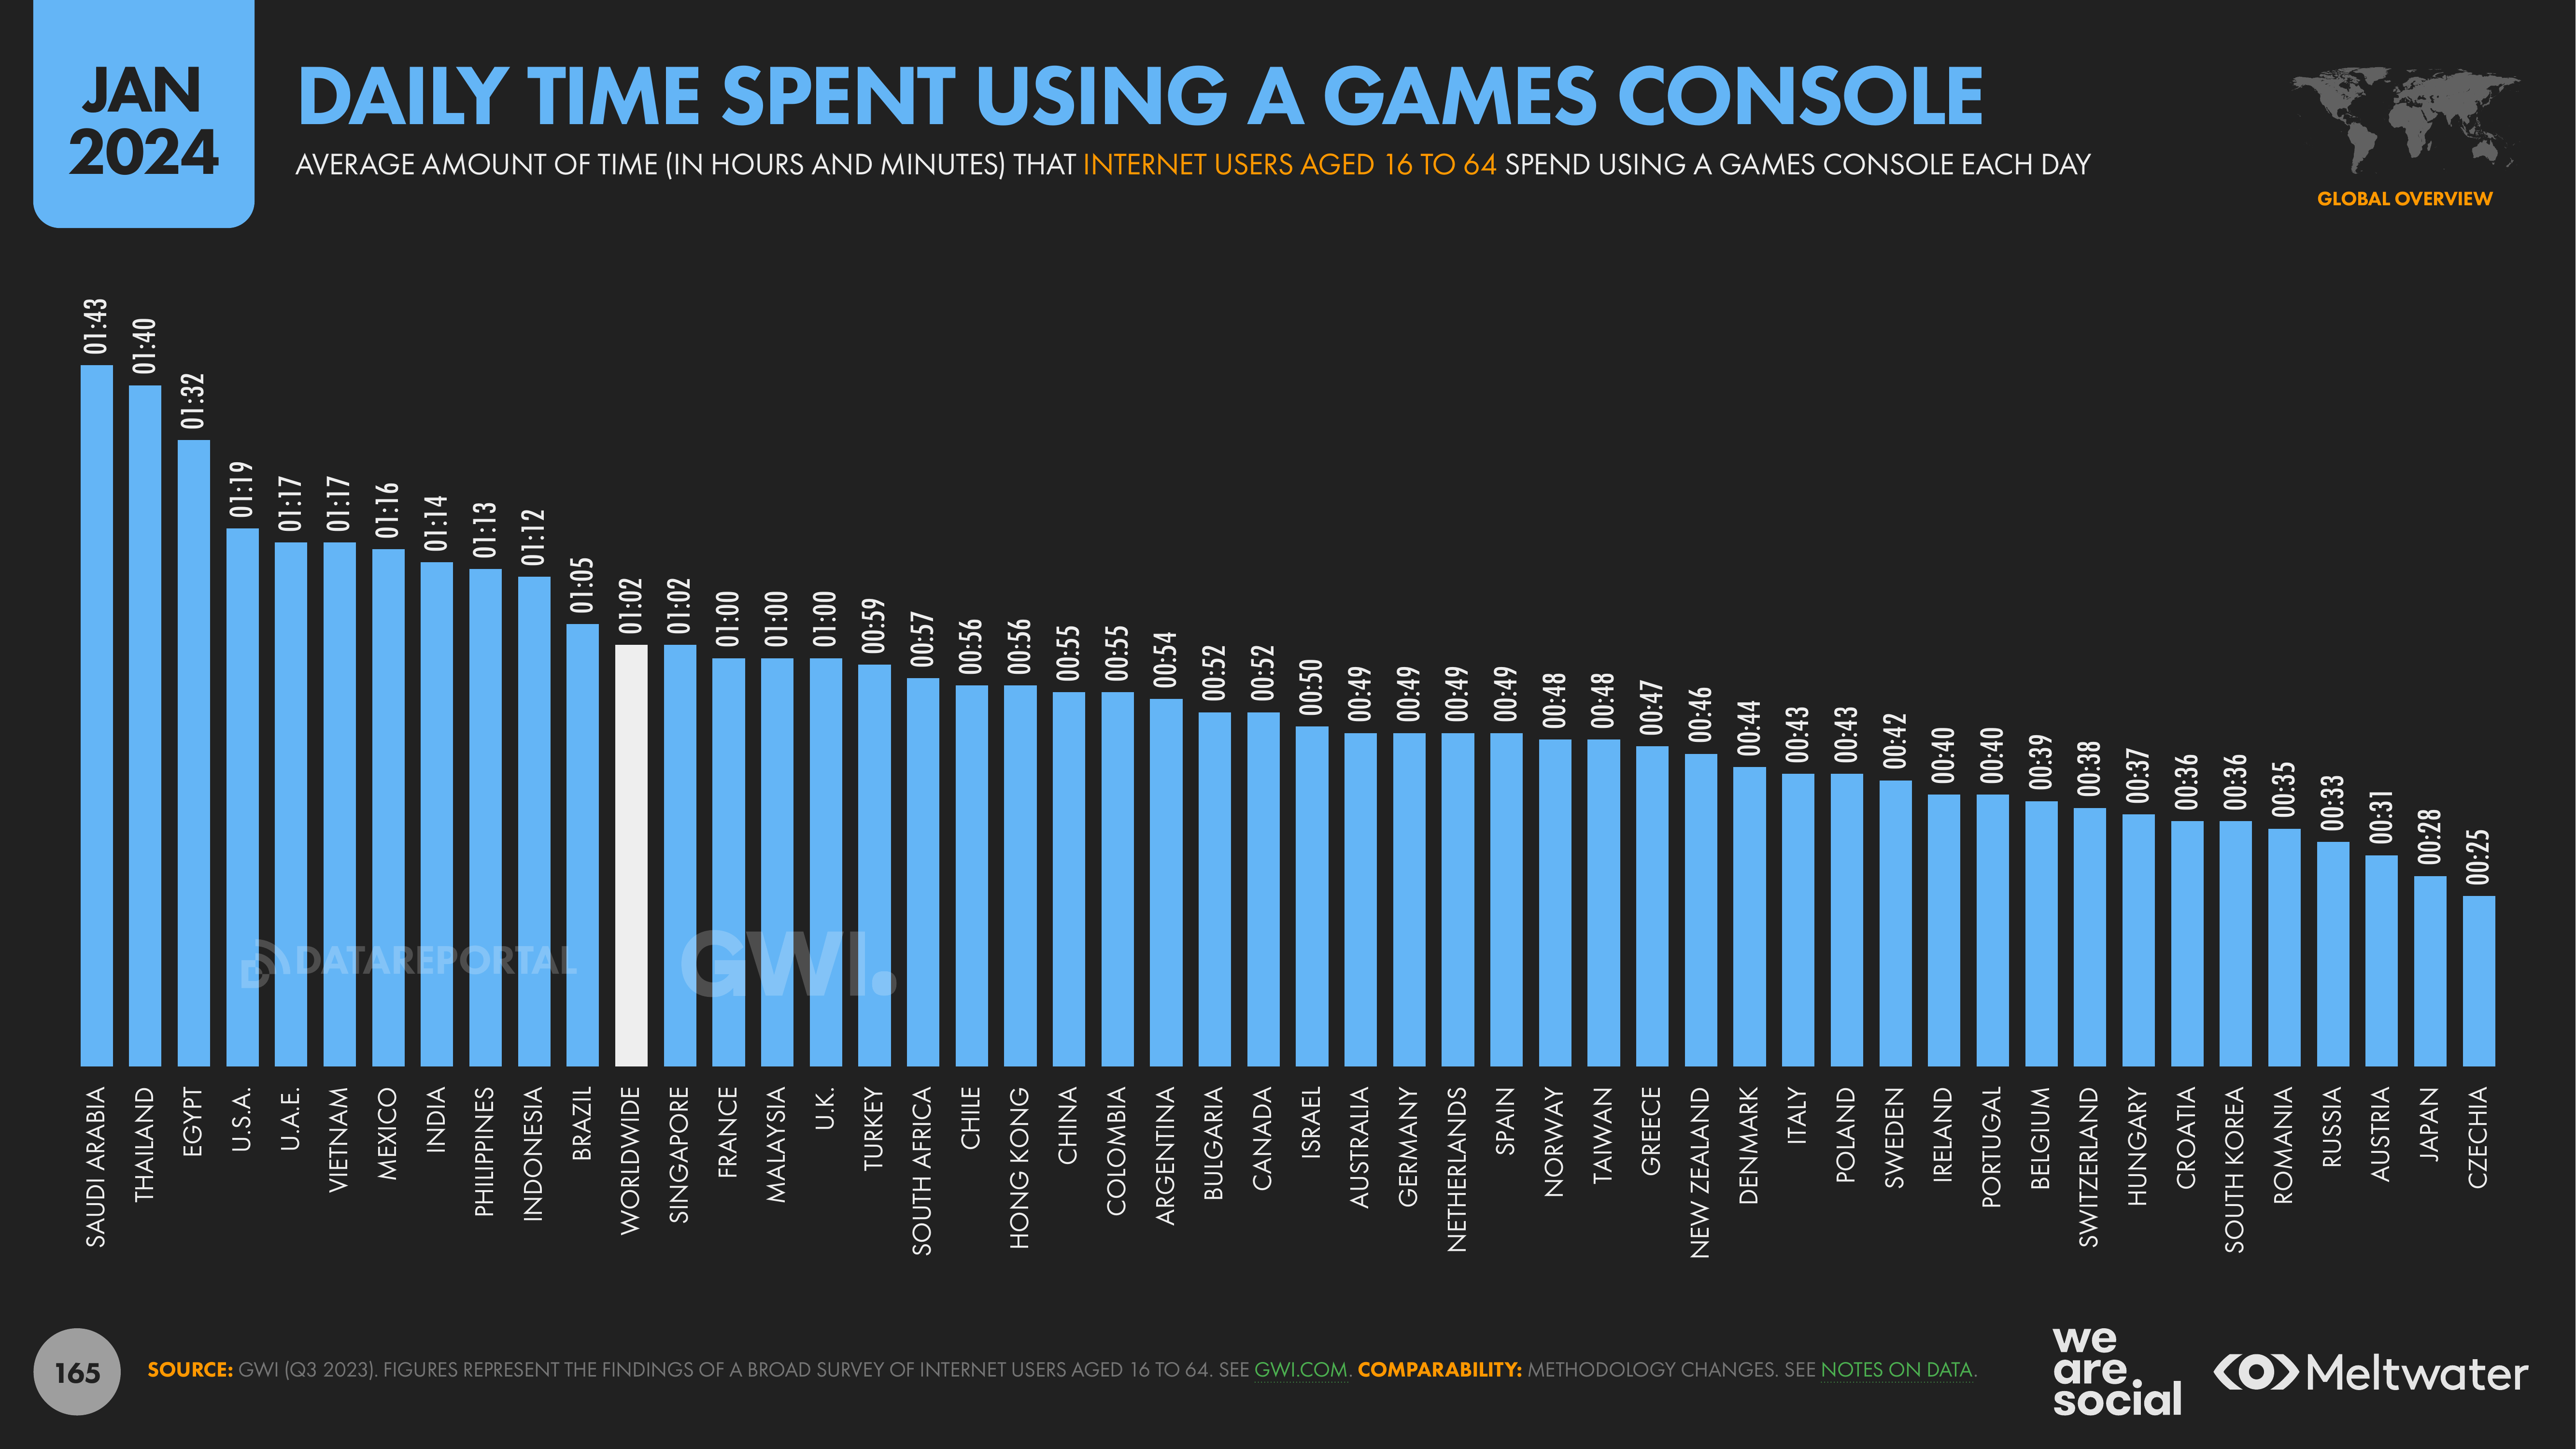 JAN
2024
DAILY TIME SPENT USING A GAMES CONSOLE
AVERAGE AMOUNT OF TIME (IN HOURS AND MINUTES) THAT INTERNET USERS AGED 16 TO 64 SPEND USING A GAMES CONSOLE EACH DAY
GLOBAL OVERVIEW
01:43
01:40
01:32
01:19
01:17
01:17
01:16
01:14
01:13
01:12
01:05
01:02
01:02
01:00
01:00
01:00
00:59
00:57
00:56
00:56
00:55
00:55
00:54
00:52
00:52
00:50
00:49
00:49
00:49
00:49
00:48
00:48
00:47
00:46
00:44
00:43
00:43
00:42
00:40
00:40
00:39
00:38
00:37
00:36
00:36
00:35
00:33
00:31
00:28
00:25
DATAREPORTAL
GWI.
SAUDI ARABIA
THAILAND
EGYPT
U.S.A.
U.A.E.
VIETNAM
MEXICO
INDIA
PHILIPPINES
INDONESIA
BRAZIL
WORLDWIDE
SINGAPORE
FRANCE
MALAYSIA
U.K.
TURKEY
SOUTH AFRICA
CHILE
HONG KONG
CHINA
COLOMBIA
ARGENTINA
BULGARIA
CANADA
ISRAEL
AUSTRALIA
GERMANY
NETHERLANDS
SPAIN
NORWAY
TAIWAN
GREECE
NEW ZEALAND
DENMARK
ITALY
POLAND
SWEDEN
IRELAND
PORTUGAL
BELGIUM
SWITZERLAND
HUNGARY
CROATIA
SOUTH KOREA
ROMANIA
RUSSIA
AUSTRIA
JAPAN
CZECHIA
165
SOURCE: GWI (Q3 2023). FIGURES REPRESENT THE FINDINGS OF A BROAD SURVEY OF INTERNET USERS AGED 16 TO 64. SEE GWI.COM. COMPARABILITY: METHODOLOGY CHANGES. SEE NOTES ON DATA.
we
are
social
Meltwater